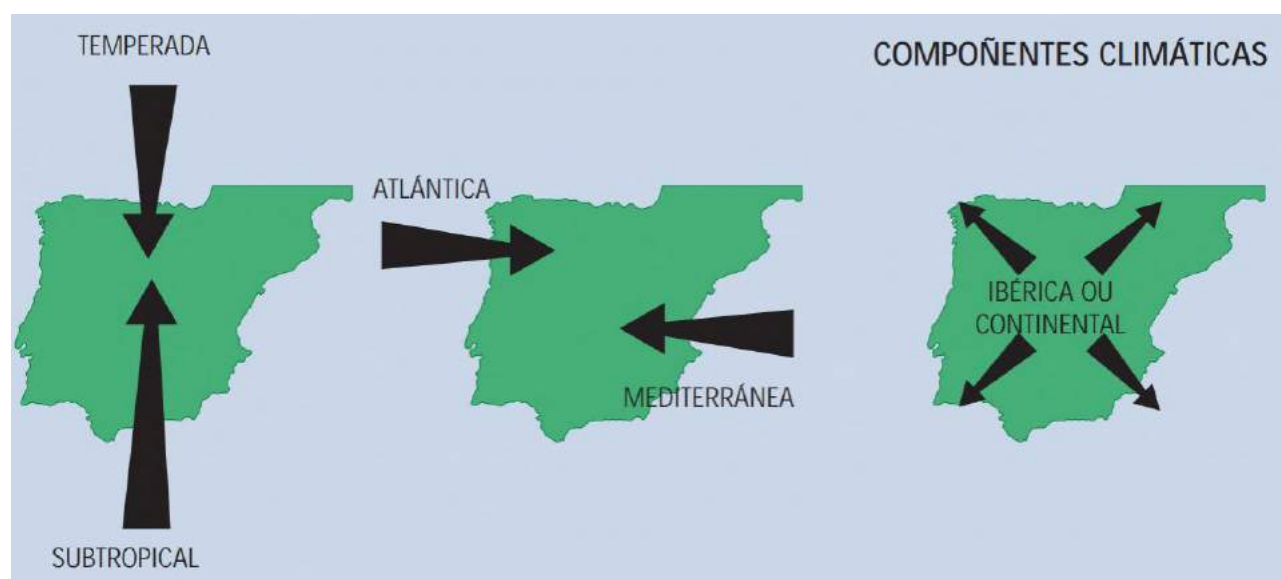 TEMPERADA
COMPOÑENTES CLIMÁTICAS
ATLÁNTICA
IBÉRICA OU
CONTINENTAL
MEDITERRÁNEA
SUBTROPICAL